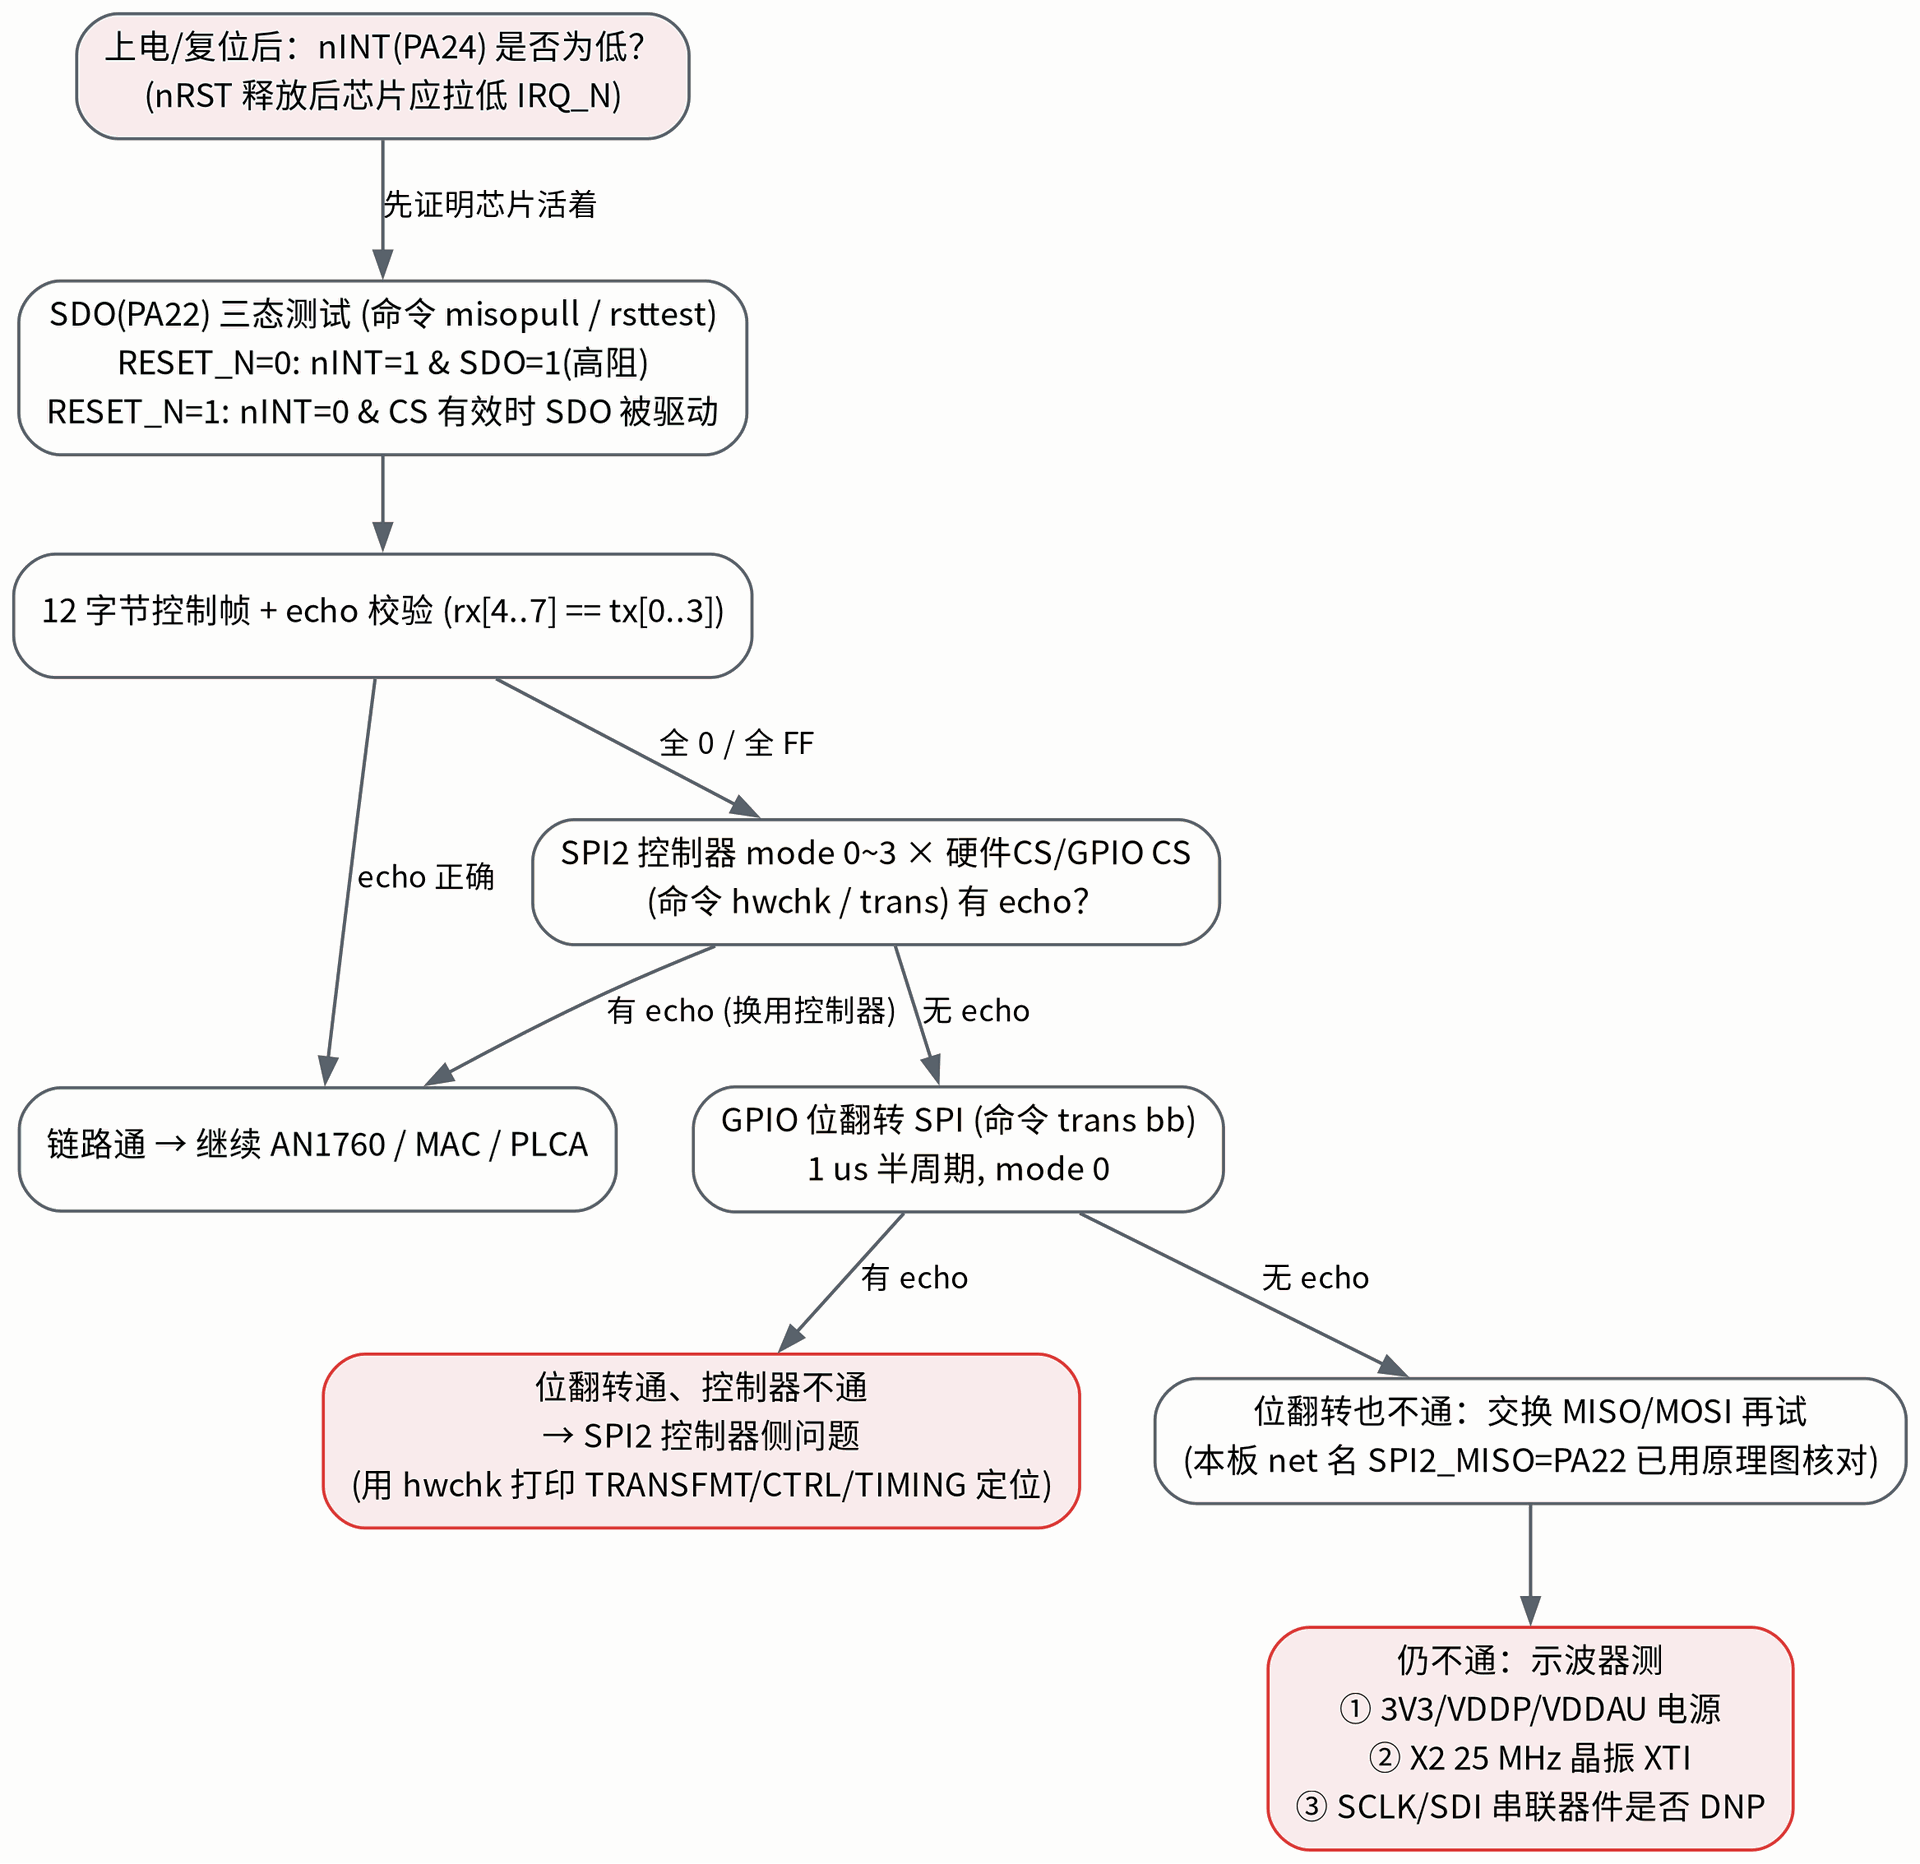 上电/复位后：nINT(PA24) 是否为低？
(nRST 释放后芯片应拉低 IRQ_N)
先证明芯片活着
SDO(PA22) 三态测试 (命令 misopull / rsttest)
RESET_N=0: nINT=1 & SDO=1(高阻)
RESET_N=1: nINT=0 & CS 有效时 SDO 被驱动
12 字节控制帧 + echo 校验 (rx[4..7] == tx[0..3])
全 0 / 全 FF
echo 正确
SPI2 控制器 mode 0~3 × 硬件CS/GPIO CS
(命令 hwchk / trans) 有 echo？
有 echo (换用控制器)
无 echo
链路通 → 继续 AN1760 / MAC / PLCA
GPIO 位翻转 SPI (命令 trans bb)
1 us 半周期, mode 0
有 echo
无 echo
位翻转通、控制器不通
→ SPI2 控制器侧问题
(用 hwchk 打印 TRANSFMT/CTRL/TIMING 定位)
位翻转也不通：交换 MISO/MOSI 再试
(本板 net 名 SPI2_MISO=PA22 已用原理图核对)
仍不通：示波器测
① 3V3/VDDP/VDDAU 电源
② X2 25 MHz 晶振 XTI
③ SCLK/SDI 串联器件是否 DNP